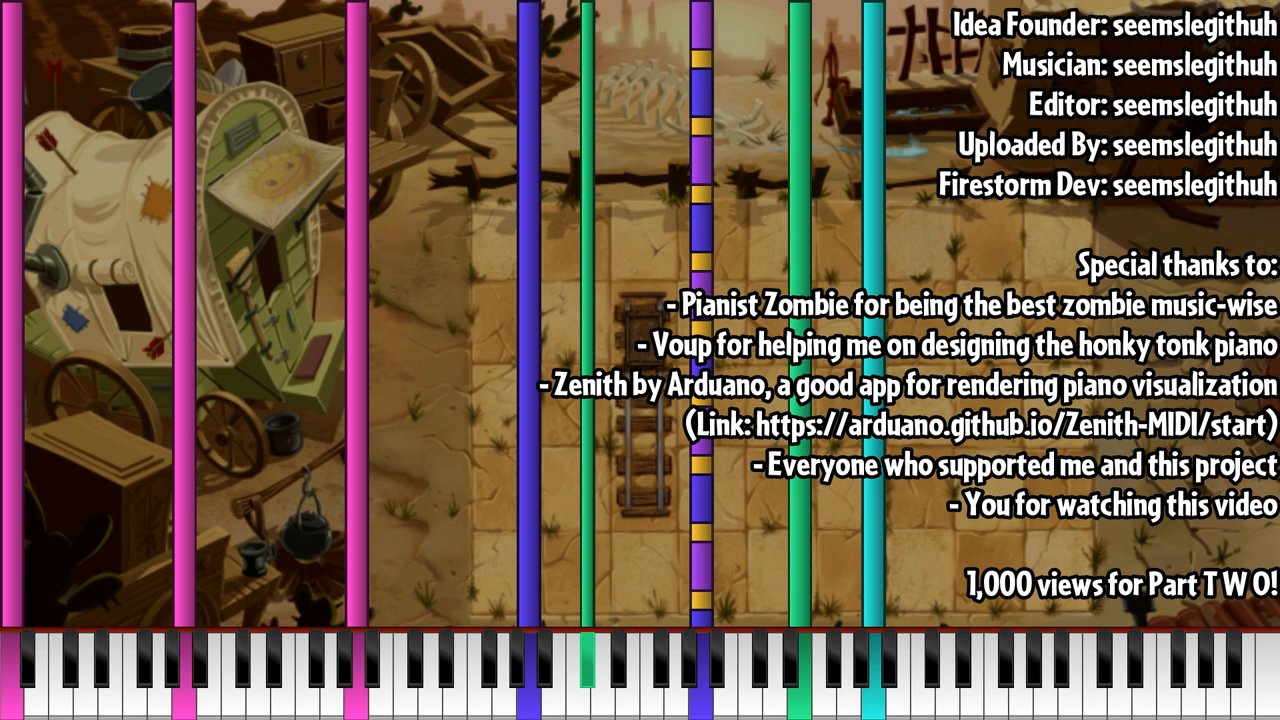 Idea Founder: seemslegithuh
Musician: seemslegithuh
Editor: seemslegithuh
Uploaded By: seemslegithuh
Firestorm Dev: seemslegithuh
Special thanks to:
- Pianist Zombie for being the best zombie music-wise
- Voup for helping me on designing the honky tonk piano
- Zenith by Arduano, a good app for rendering piano visualization
(Link: https://arduano.github.io/Zenith-MIDI/start)
- Everyone who supported me and this project
- You for watching this video
1,000 views for Part T W O!